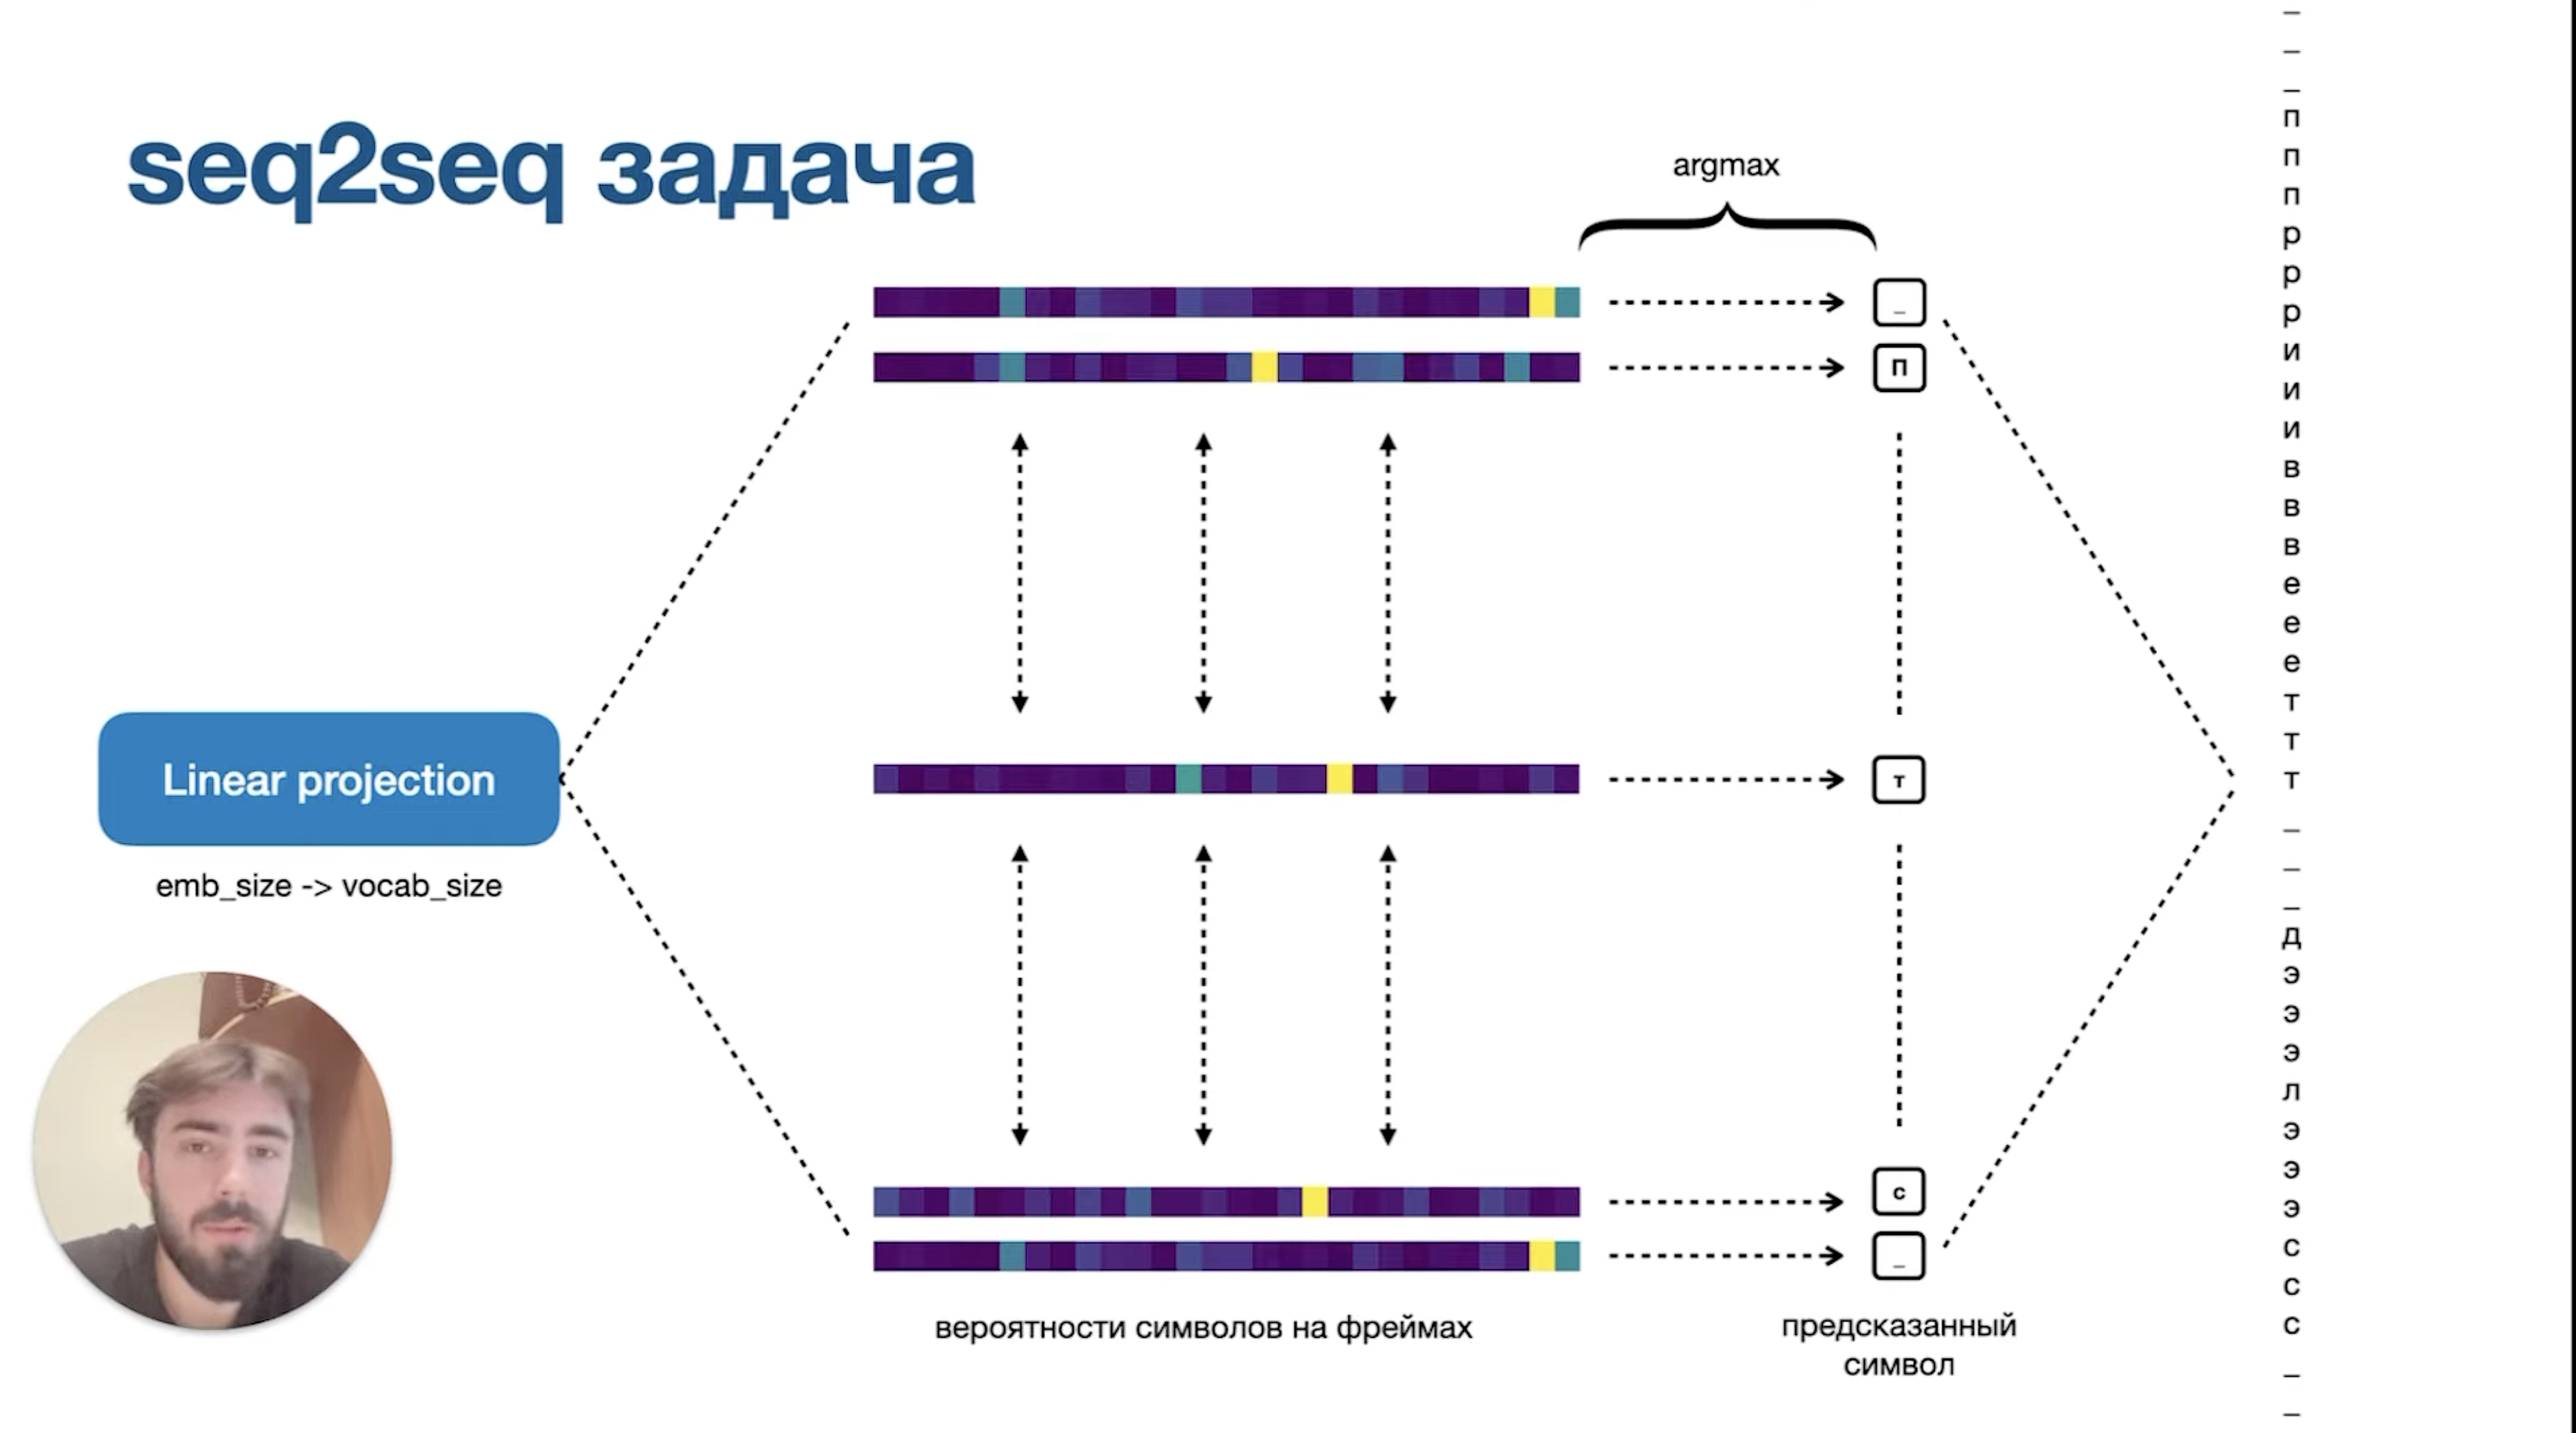 seq2seq задача
argmax
_
п
Linear projection
emb_size -> vocab_size
т
с
_
вероятности символов на фреймах
предсказанный
символ
_
_
_
п
п
п
р
р
р
и
и
и
в
в
в
е
е
е
т
т
т
_
_
_
д
э
э
э
л
э
э
э
с
с
с
_
_